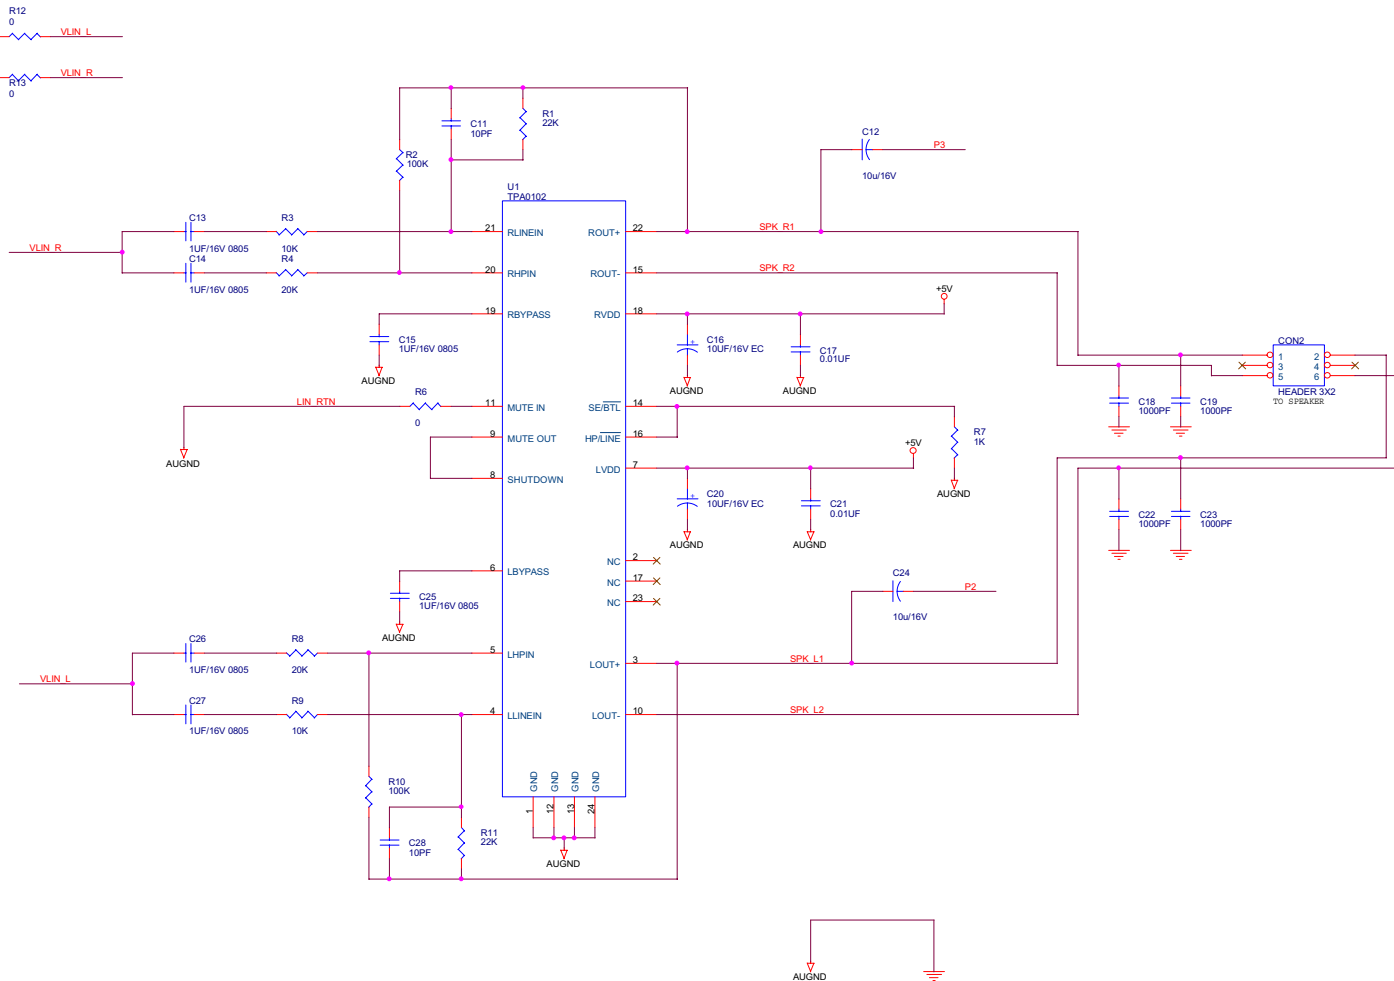 R12
0
VLIN_L
VLIN_R
R13
0
C11
10PF
R1
22K
R2
100K
C12
10u/16V
P3
U1
TPA0102
C13
1UF/16V 0805
R3
10K
VLIN_R
C14
1UF/16V 0805
R4
20K
21 RLINEIN
ROUT+ 22
SPK_R1
20 RHPIN
ROUT- 15
SPK_R2
19 RBYPASS
RVDD 18
+5V
C15
1UF/16V 0805
AUGND
C16
10UF/16V EC
AUGND
C17
0.01UF
AUGND
CON2
1 2
3 4
5 6
HEADER 3X2
TO SPEAKER
LIN_RTN
R6
0
AUGND
11 MUTE IN
SE/BTL 14
9 MUTE OUT
HP/LINE 16
8 SHUTDOWN
LVDD 7
+5V
R7
1K
AUGND
C18
1000PF
C19
1000PF
C20
10UF/16V EC
AUGND
C21
0.01UF
AUGND
C22
1000PF
C23
1000PF
NC 2
NC 17
NC 23
6 LBYPASS
C25
1UF/16V 0805
AUGND
C24
10u/16V
P2
C26
1UF/16V 0805
R8
20K
VLIN_L
C27
1UF/16V 0805
R9
10K
5 LHPIN
LOUT+ 3
SPK_L1
4 LLINEIN
LOUT- 10
SPK_L2
GND GND GND GND
1 12 13 24
AUGND
R10
100K
C28
10PF
R11
22K
AUGND